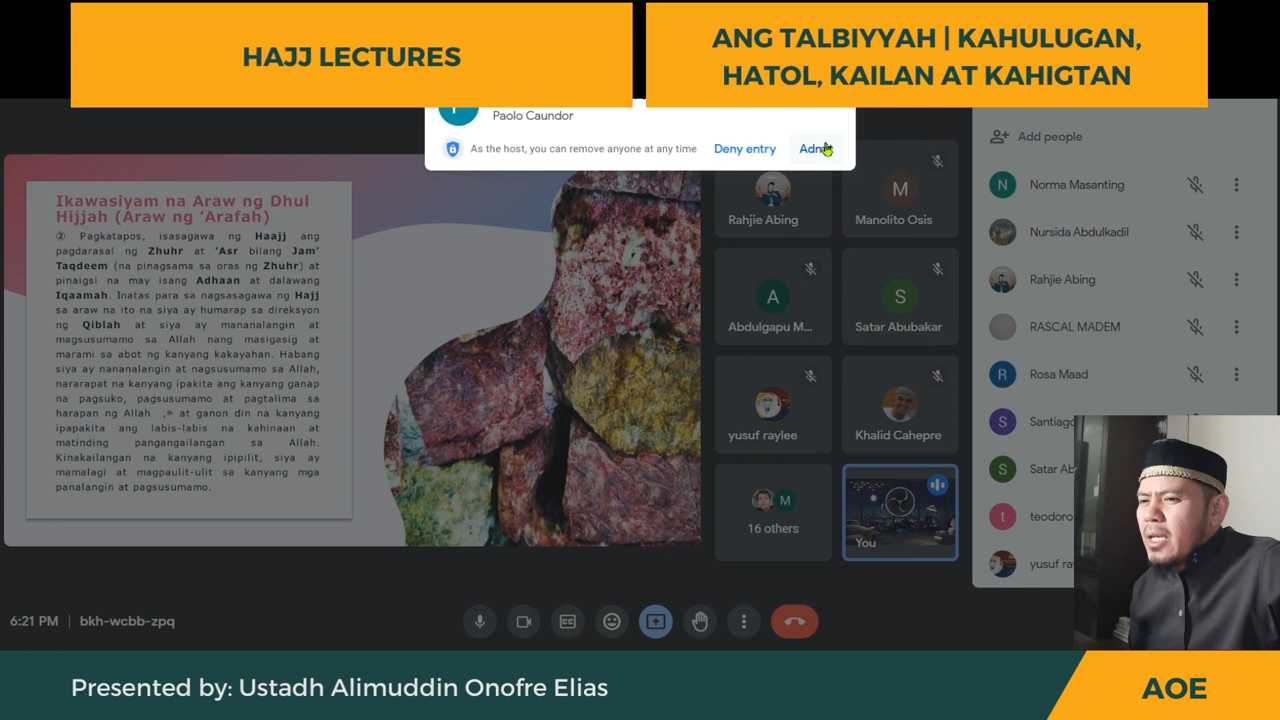 HAJJ LECTURES
ANG TALBIYYAH | KAHULUGAN,
HATOL, KAILAN AT KAHIGTAN
Paolo Caundor
As the host, you can remove anyone at any time
Deny entry
Ikawasiyam na Araw ng Dhul
Hijjah (Araw ng ‘Arafah)
② Pagkatapos, isasagawa ng Haajj ang
pagdarasal ng Zhuhr at ‘Asr bilang Jam’
Taqdeem (na pinagsama sa oras ng Zhuhr) at
pinaigsi na may isang Adhaan at dalawang
Iqaamah. Inatas para sa nagsasagawa ng Hajj
sa araw na ito na siya ay humarap sa direksyon
ng Qiblah at siya ay mananalangin at
magsusumamo sa Allah nang masigasig at
marami sa abot ng kanyang kakayahan. Habang
siya ay nananalangin at nagsusumamo sa Allah,
nararapat na kanyang ipakita ang kanyang ganap
na pagsuko, pagsusumamo at pagtalima sa
harapan ng Allah , at ganon din na kanyang
ipapakita ang labis-labis na kahinaan at
matinding pangangailangan sa Allah.
Kinakailangan na kanyang ipipilit, siya ay
mamalagi at magpaulit-ulit sa kanyang mga
panalangin at pagsusumamo.
Rahjie Abing
M
Manolito Osis
A
Abdulgapu M...
S
Satar Abubakar
yusuf raylee
Khalid Cahepre
M
16 others
You
Add people
N Norma Masanting
Nursida Abdulkadil
Rahjie Abing
RASCAL MADEM
R Rosa Maad
S Santiago
S Satar Ab
t teodoro
yusuf ra
6:21 PM | bkh-wcbb-zpq
Presented by: Ustadh Alimuddin Onofre Elias
AOE